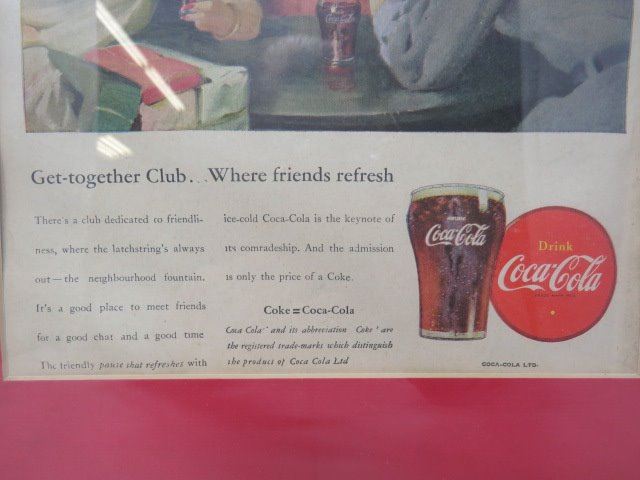 Coca-Cola
Get-together Club...Where friends refresh
There's a club dedicated to friendli-
ness, where the latchstring's always
out—the neighbourhood fountain.
It's a good place to meet friends
for a good chat and a good time
The friendly pause that refreshes with
ice-cold Coca-Cola is the keynote of
its comradeship. And the admission
is only the price of a Coke.
Coke = Coca-Cola
"Coca Cola" and its abbreviation "Coke" are
the registered trade-marks which distinguish
the product of Coca Cola Ltd
Coca-Cola
Drink
Coca-Cola
COCA-COLA LTD.